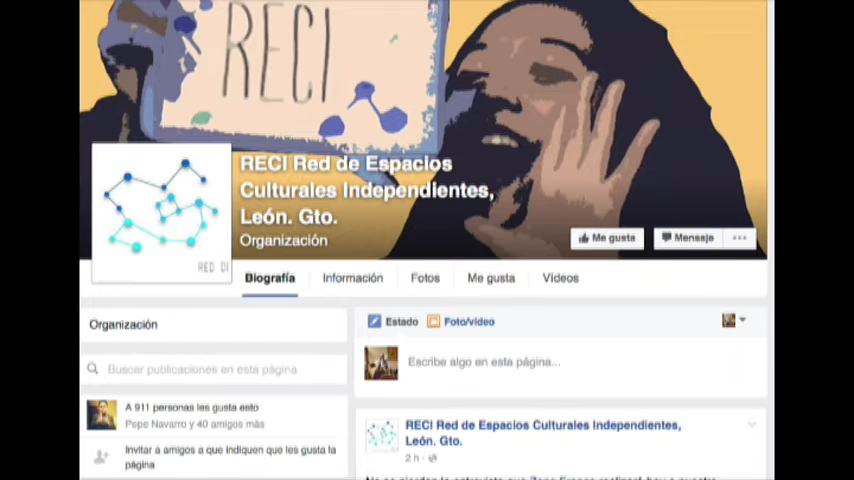 RECI
RECI Red de Espacios
Culturales Independientes,
León. Gto.
Organización
Me gusta
Mensaje
RED DI
Biografía
Información
Fotos
Me gusta
Videos
Organización
Estado
Foto/video
Buscar publicaciones en esta página
Escribe algo en esta página...
A 911 personas les gusta esto
Pepe Navarro y 40 amigos más
Invitar a amigos a que indiquen que les gusta la
página
RECI Red de Espacios Culturales Independientes,
León. Gto.
2 h